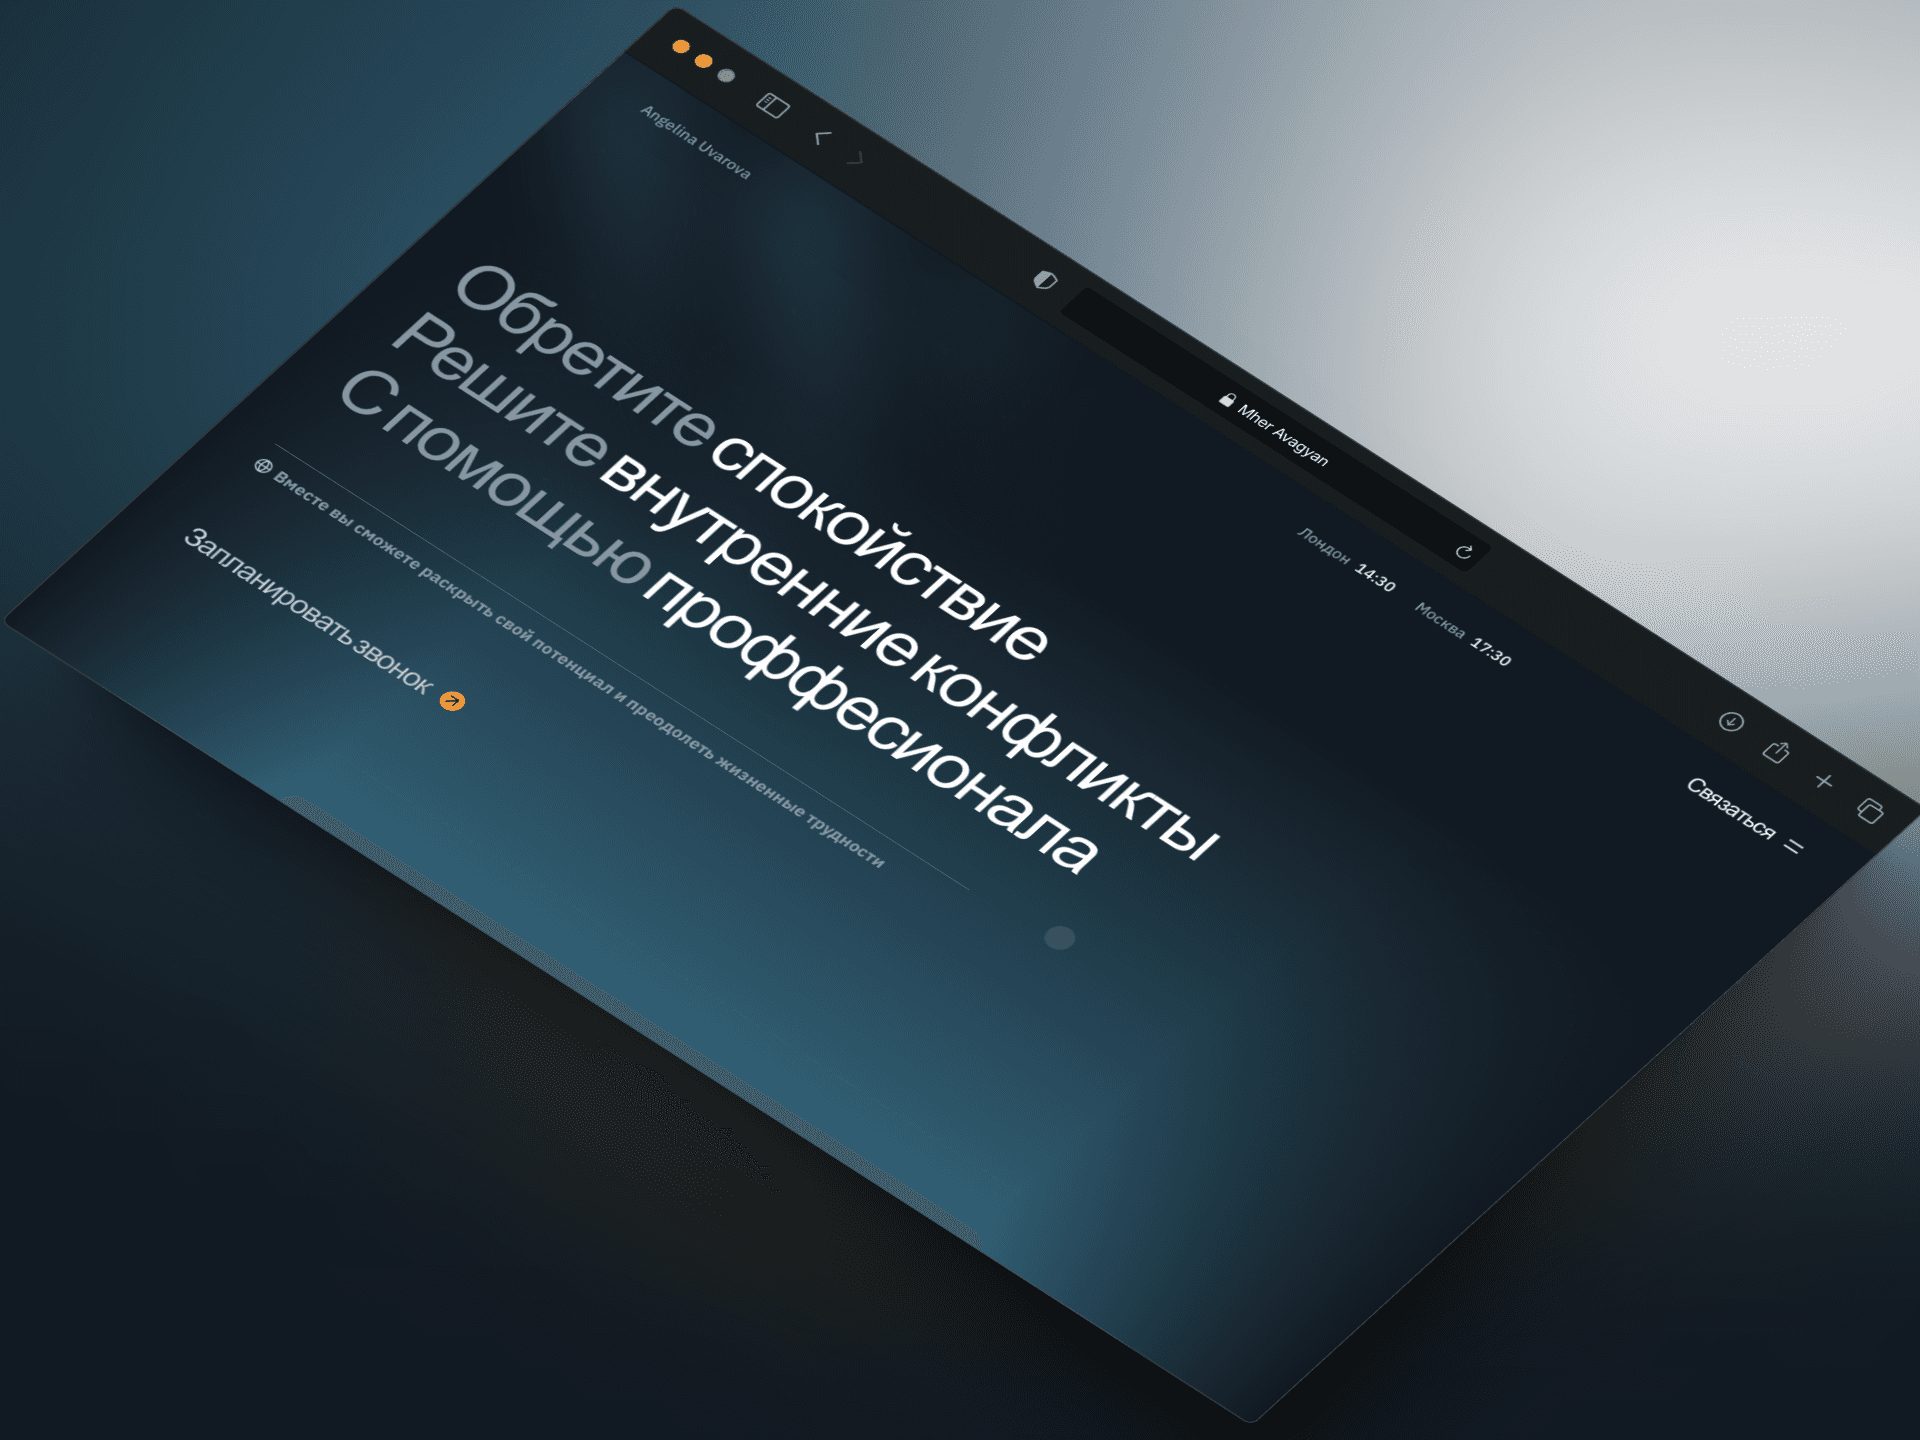 Mher Avagyan
Angelina Uvarova
Лондон 14:30 Москва 17:30
Связаться
Обретите спокойствие
Решите внутренние конфликты
С помощью проффесионала
Вместе вы сможете раскрыть свой потенциал и преодолеть жизненные трудности
Запланировать звонок